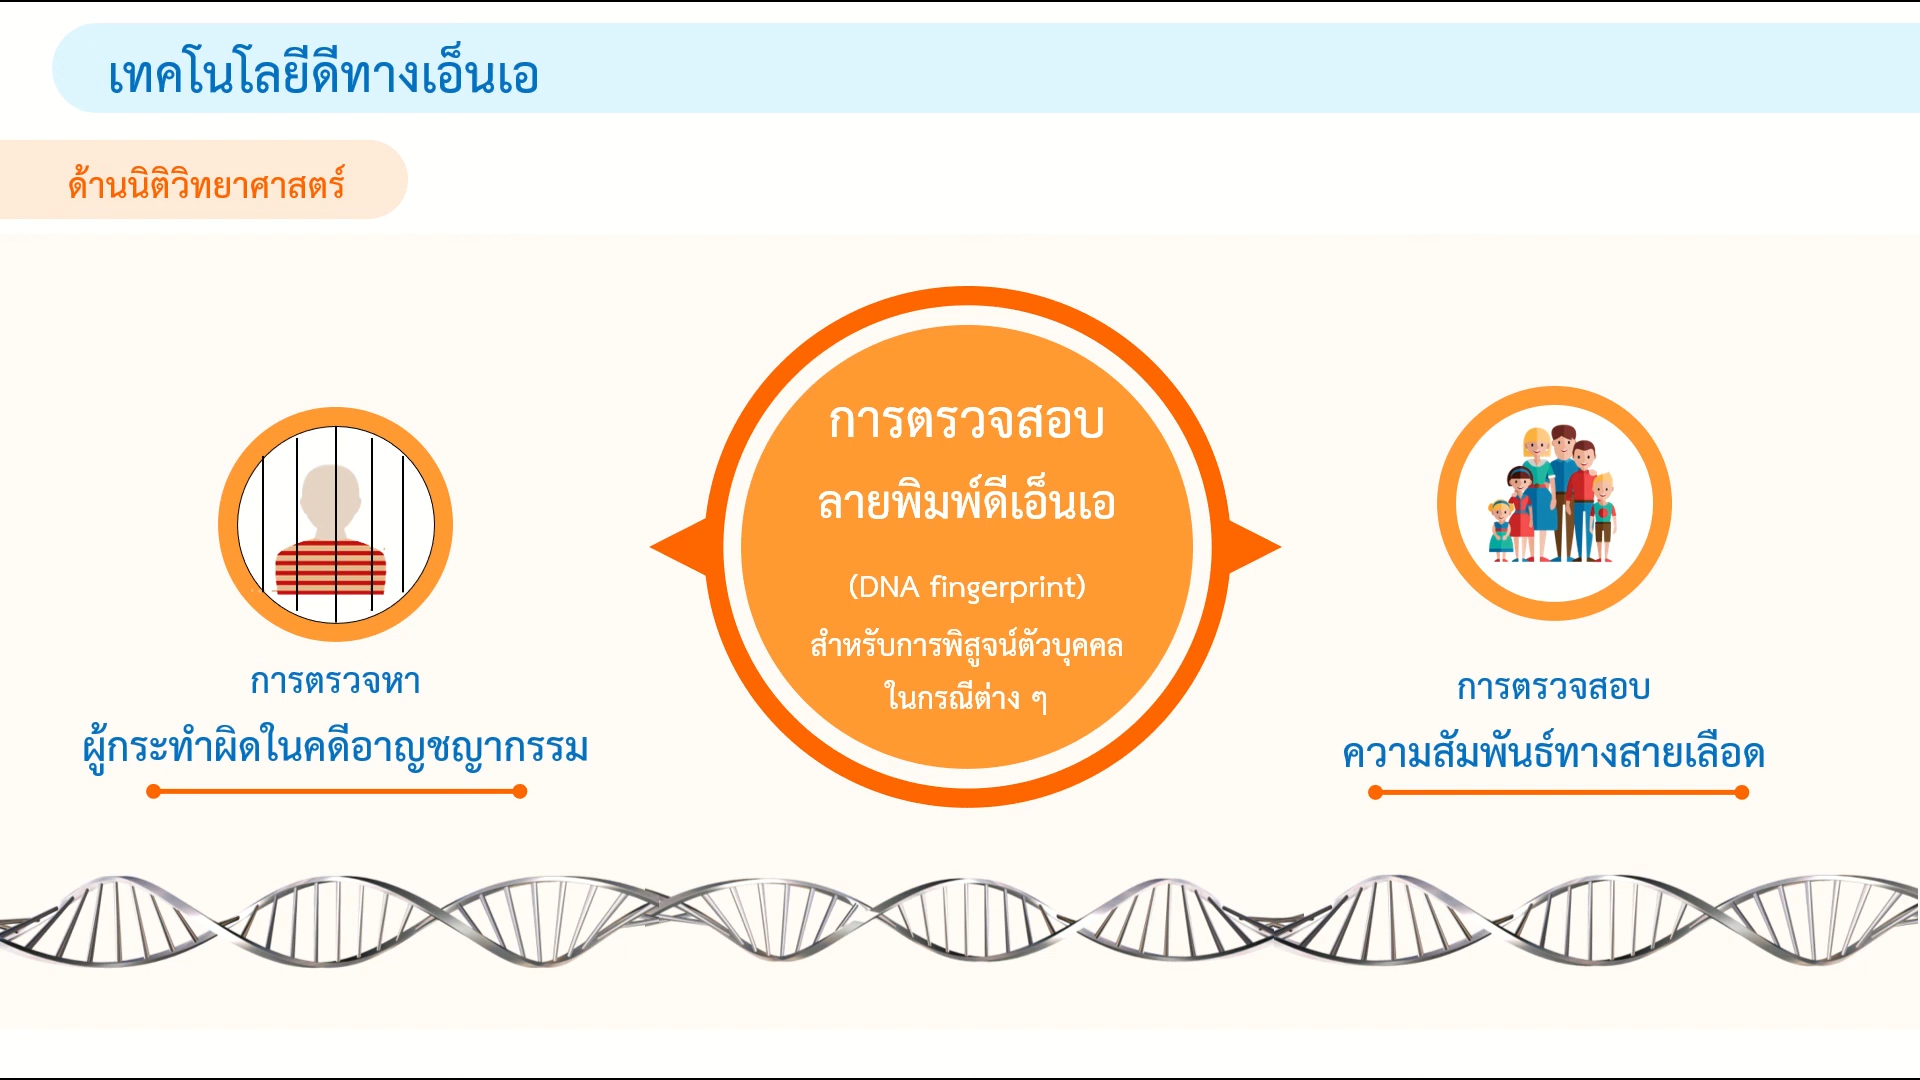 เทคโนโลยีดีทางเอ็นเอ
ด้านนิติวิทยาศาสตร์
การตรวจสอบ
ลายพิมพ์ดีเอ็นเอ
(DNA fingerprint)
สำหรับการพิสูจน์ตัวบุคคล
ในกรณีต่าง ๆ
การตรวจหา
ผู้กระทำผิดในคดีอาญชญากรรม
การตรวจสอบ
ความสัมพันธ์ทางสายเลือด